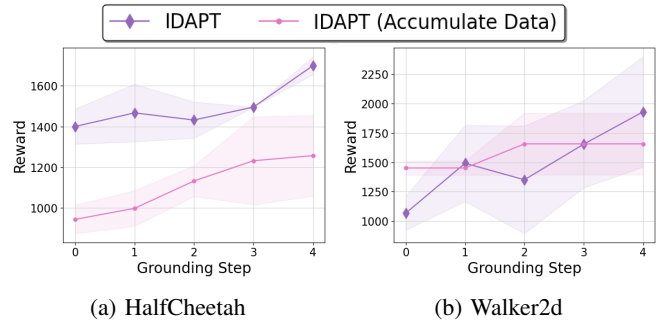 IDAPT
IDAPT (Accumulate Data)
Reward
1600
1400
1200
1000
0 1 2 3 4
Grounding Step
(a) HalfCheetah
Reward
2250
2000
1750
1500
1250
1000
0 1 2 3 4
Grounding Step
(b) Walker2d